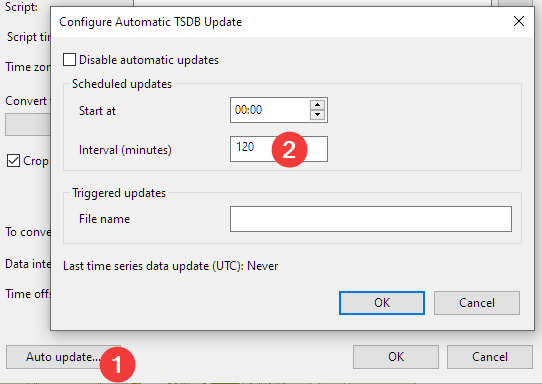 Script:
Configure Automatic TSDB Update
Script tim
Disable automatic updates
Time zon
Scheduled updates
Start at 00:00
Convert
Interval (minutes) 120 2
Crop
Triggered updates
File name
To conve
Data inte
Last time series data update (UTC): Never
Time offs
OK Cancel
Auto update... 1 OK Cancel